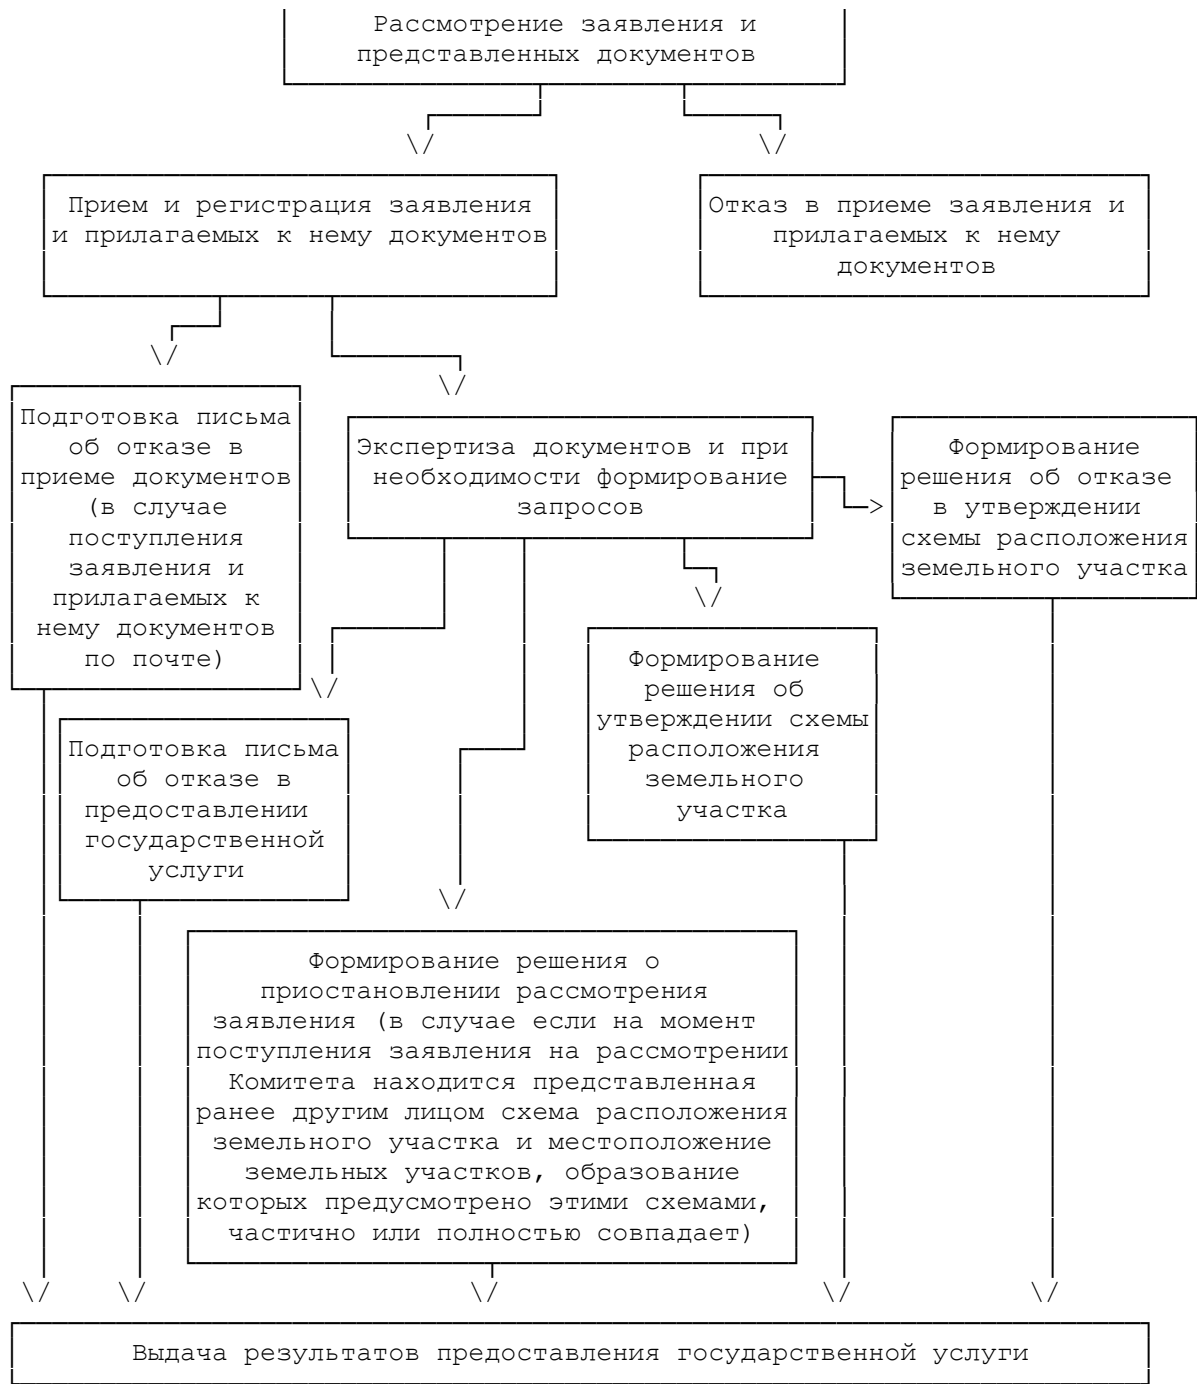 Рассмотрение заявления и
представленных документов
Прием и регистрация заявления
и прилагаемых к нему документов
Отказ в приеме заявления и
прилагаемых к нему
документов
Подготовка письма
об отказе в
приеме документов
(в случае
поступления
заявления и
прилагаемых к
нему документов
по почте)
Экспертиза документов и при
необходимости формирование
запросов
Формирование
решения об отказе
в утверждении
схемы расположения
земельного участка
Формирование
решения об
утверждении схемы
расположения
земельного
участка
Подготовка письма
об отказе в
предоставлении
государственной
услуги
Формирование решения о
приостановлении рассмотрения
заявления (в случае если на момент
поступления заявления на рассмотрении
Комитета находится представленная
ранее другим лицом схема расположения
земельного участка и местоположение
земельных участков, образование
которых предусмотрено этими схемами,
частично или полностью совпадает)
Выдача результатов предоставления государственной услуги